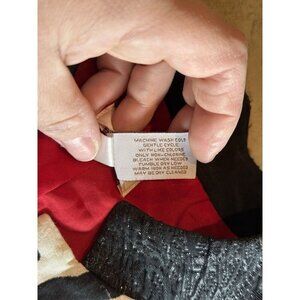 MACHINE WASH COLD
GENTLE CYCLE
WITH LIKE COLORS
ONLY NON-CHLORINE
BLEACH WHEN NEEDED
TUMBLE DRY LOW
WARM IRON AS NEEDED
MAY BE DRY CLEANED